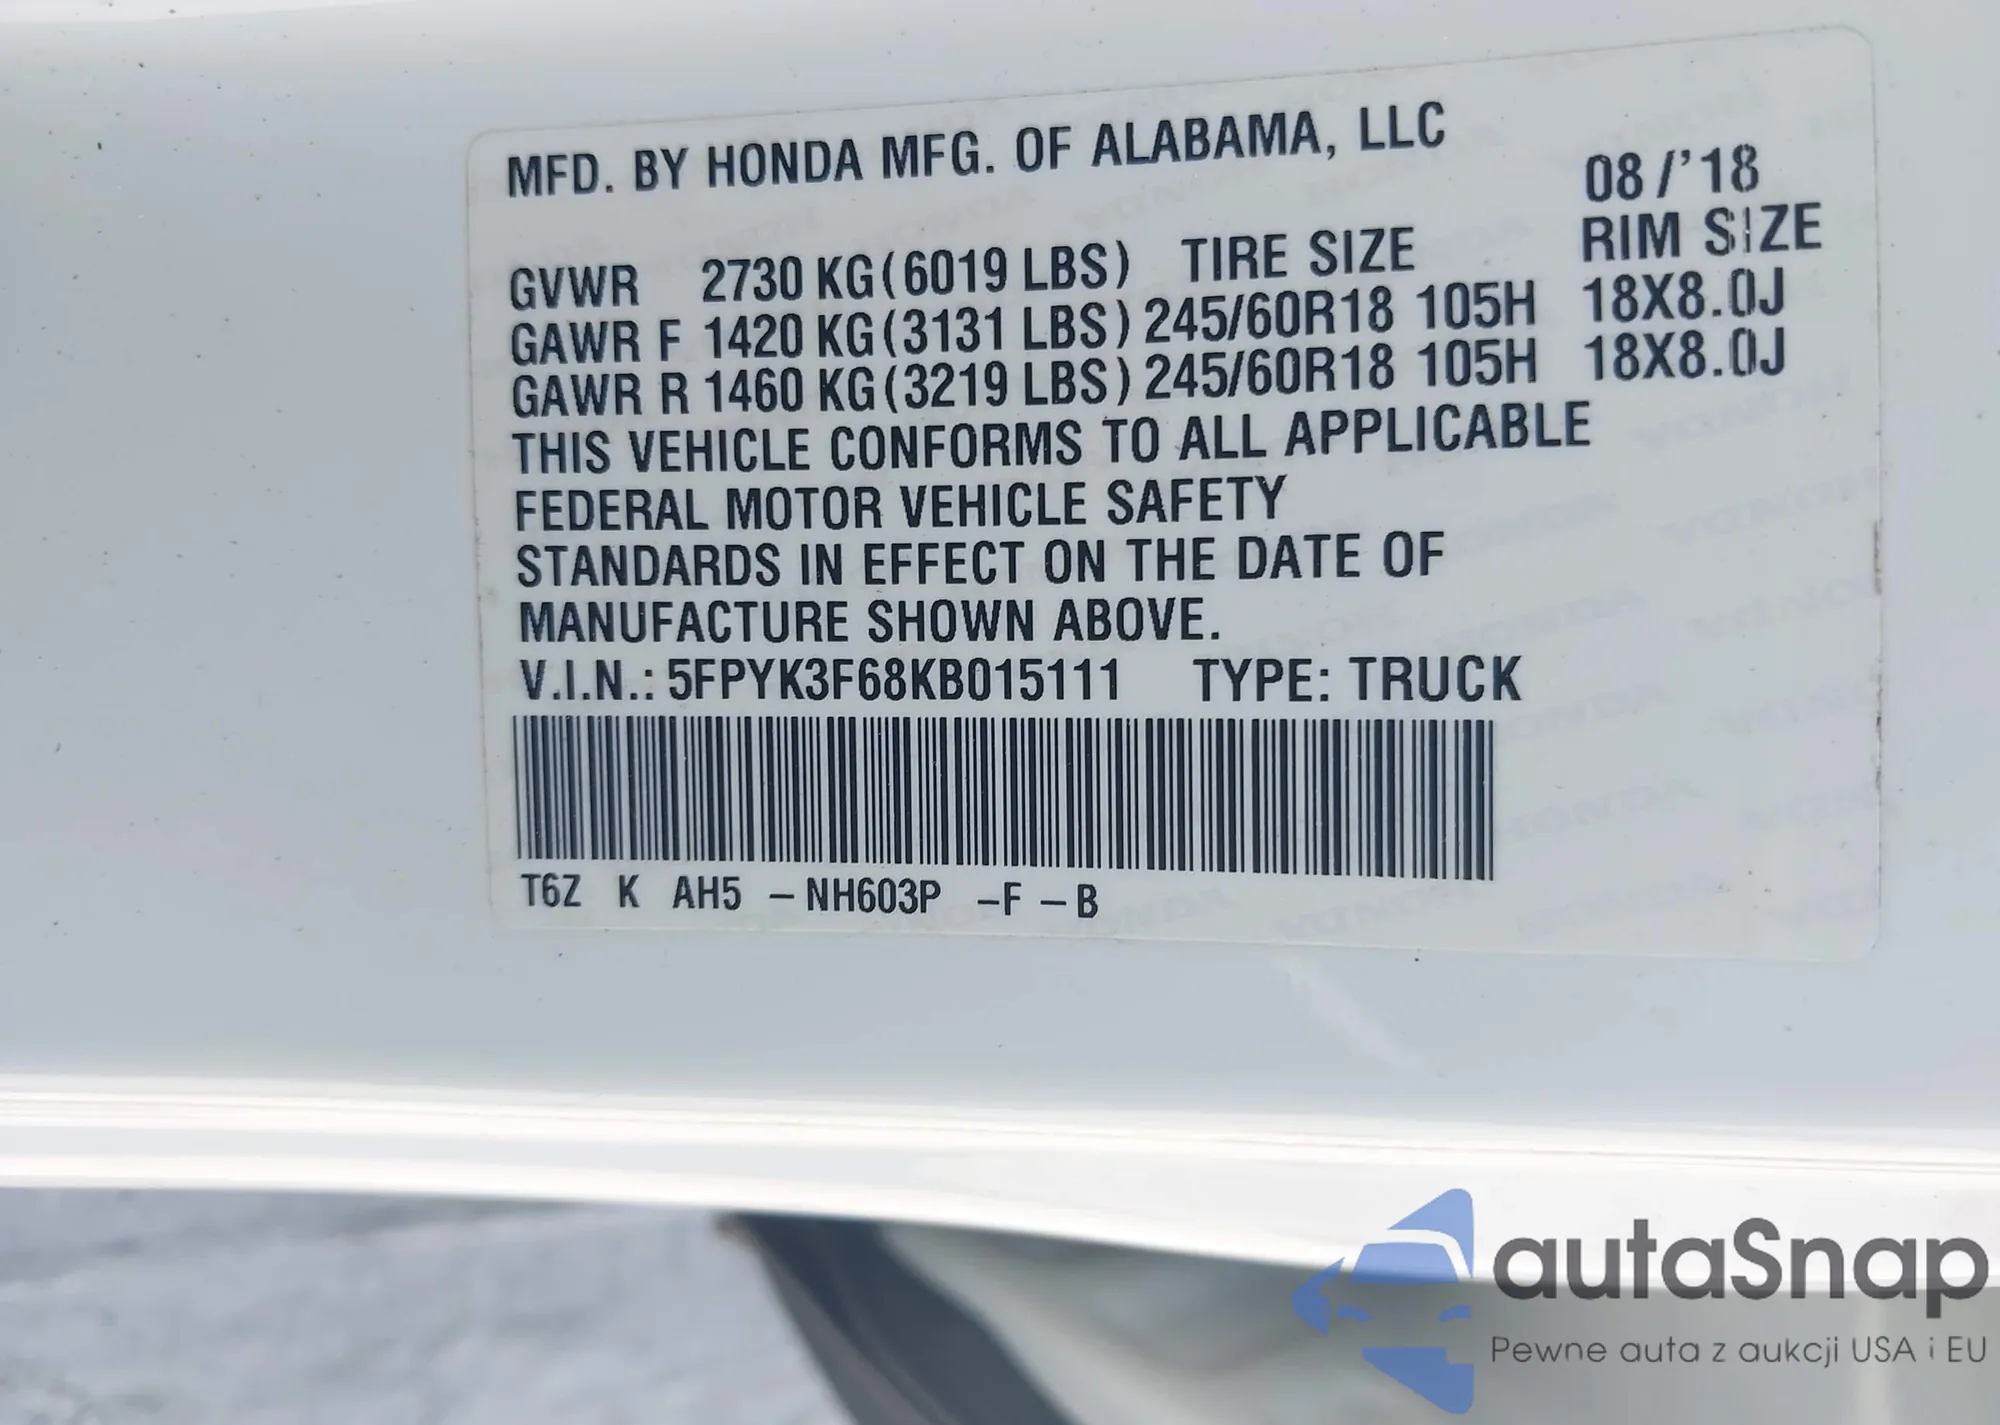 MFD. BY HONDA MFG. OF ALABAMA, LLC
08/'18
GVWR 2730 KG(6019 LBS) TIRE SIZE RIM SIZE
GAWR F 1420 KG(3131 LBS) 245/60R18 105H 18X8.0J
GAWR R 1460 KG(3219 LBS) 245/60R18 105H 18X8.0J
THIS VEHICLE CONFORMS TO ALL APPLICABLE
FEDERAL MOTOR VEHICLE SAFETY
STANDARDS IN EFFECT ON THE DATE OF
MANUFACTURE SHOWN ABOVE.
V.I.N.: 5FPYK3F68KB015111 TYPE: TRUCK
T6Z K AH5 -NH603P -F -B
autaSnap
Pewne auta z aukcji USA i EU